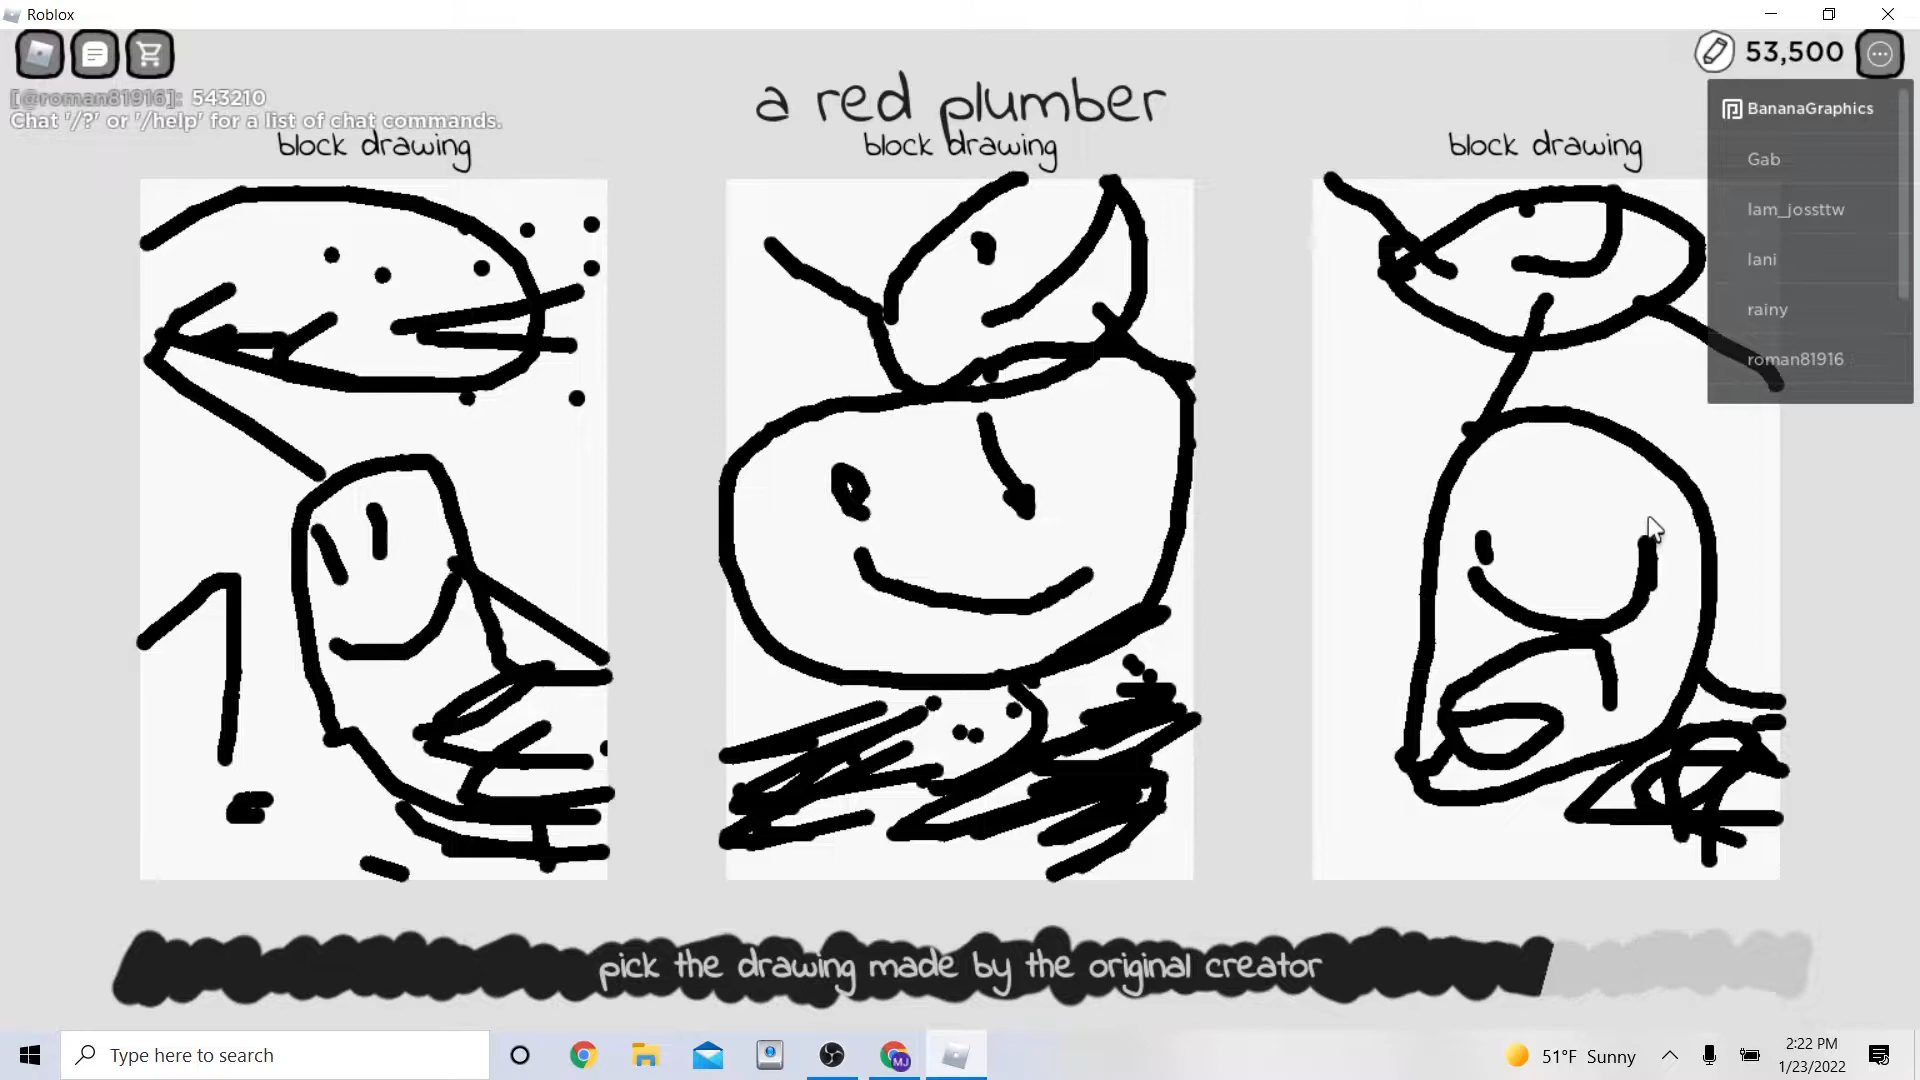 Roblox
53,500
[@roman81916]: 543210
Chat '/?' or '/help' for a list of chat commands.
a red plumber
block drawing
block drawing
block drawing
BananaGraphics
Gab
Iam_jossttw
lani
rainy
roman81916
pick the drawing made by the original creator
Type here to search
MJ
51°F Sunny
2:22 PM
1/23/2022